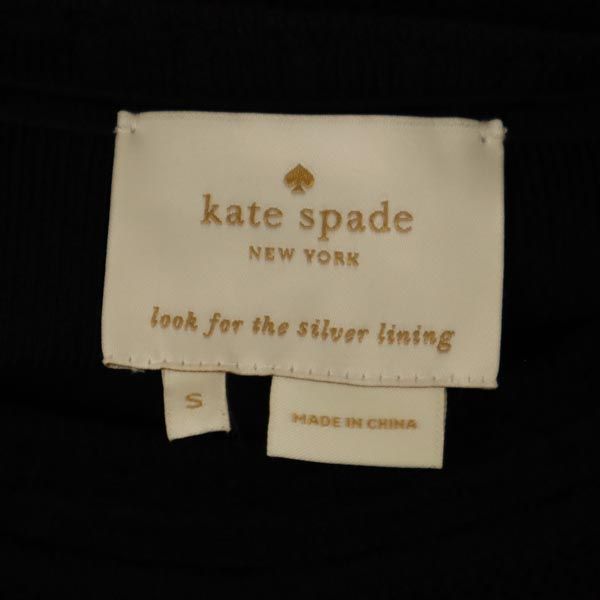 kate spade
NEW YORK
look for the silver lining
S
MADE IN CHINA